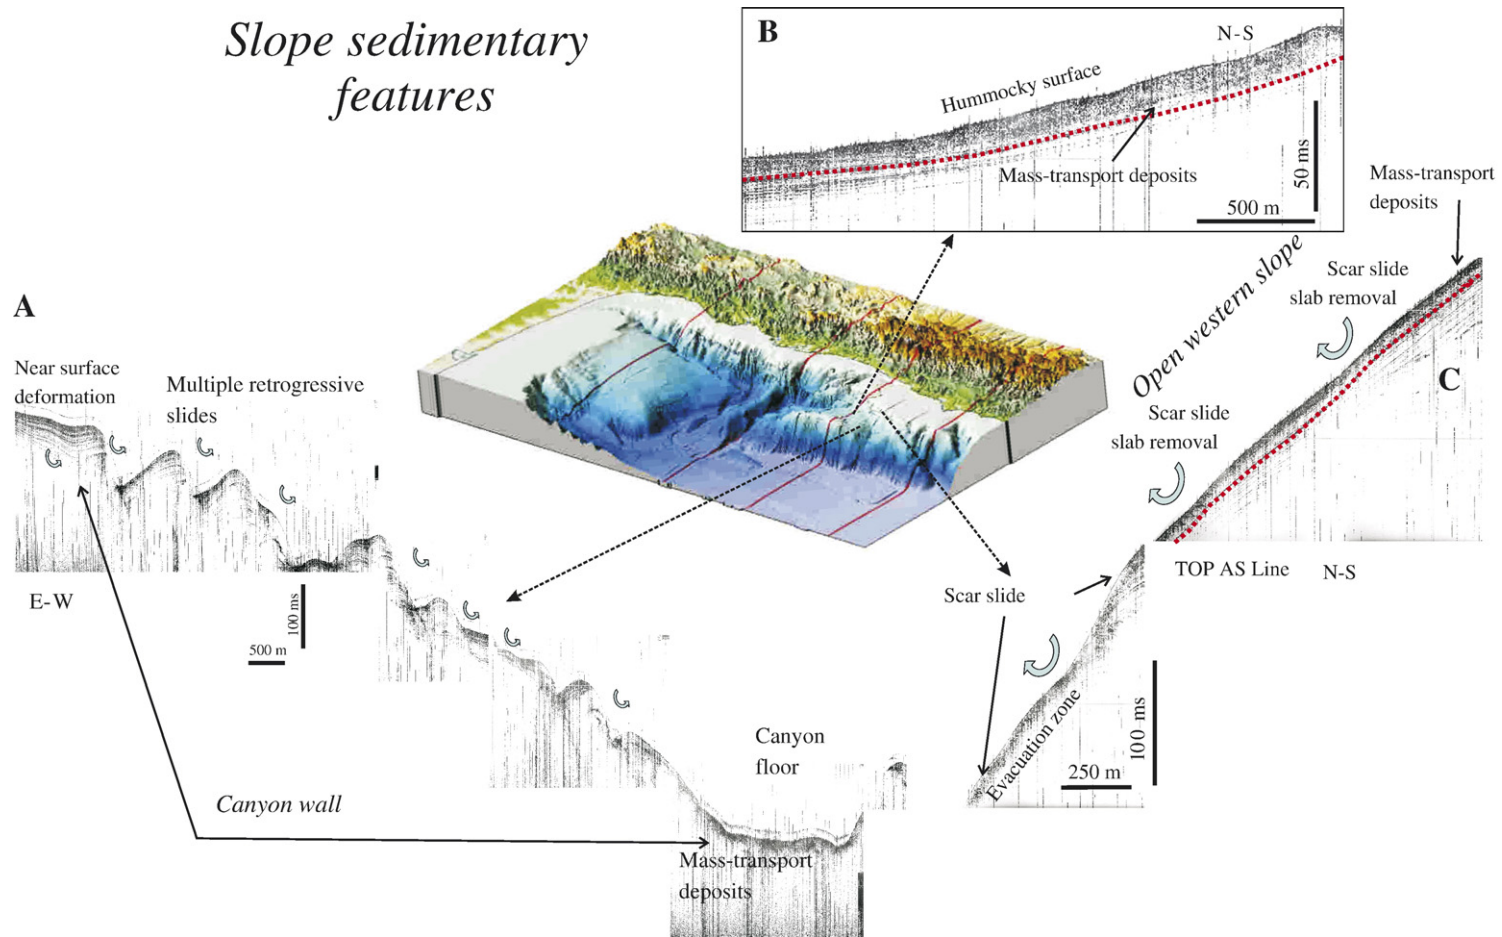 Slope sedimentary
features
B
N-S
Hummocky surface
Mass-transport deposits
50 ms
500 m
Mass-transport
deposits
Open western slope
Scar slide
slab removal
C
Scar slide
slab removal
TOP AS Line
N-S
A
Near surface
deformation
Multiple retrogressive
slides
E-W
100 ms
500 m
Scar slide
Evacuation zone
100 ms
250 m
Canyon
floor
Canyon wall
Mass-transport
deposits